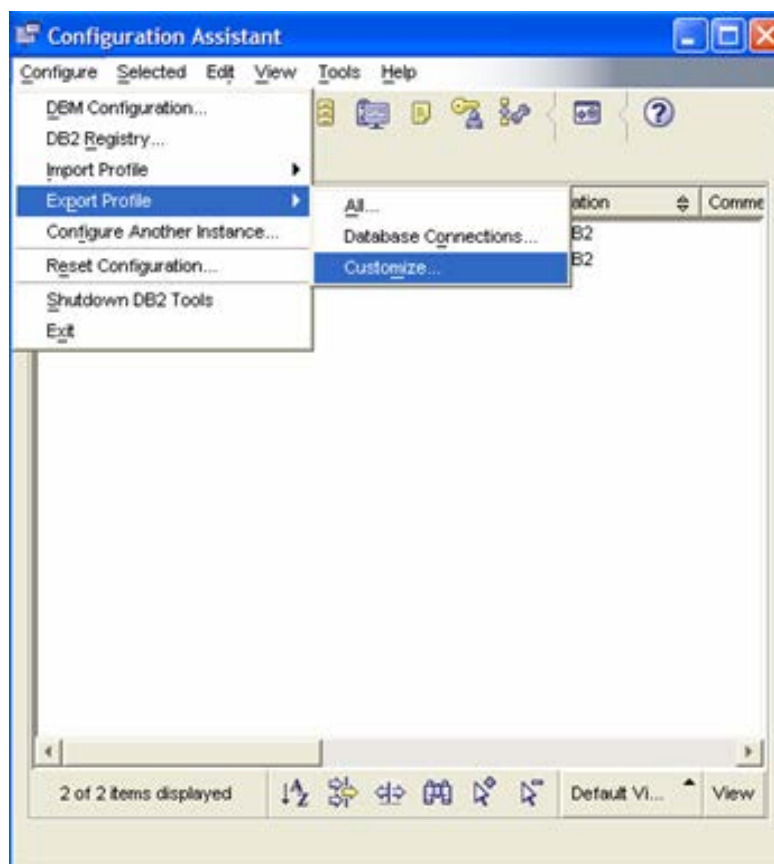 Configuration Assistant
Configure Selected Edit View Tools Help
DBM Configuration...
DB2 Registry...
Import Profile
Export Profile
Configure Another Instance...
Reset Configuration...
Shutdown DB2 Tools
Exit
All...
Database Connections...
Customize...
ation Comme
B2
B2
2 of 2 items displayed
Default Vi... View